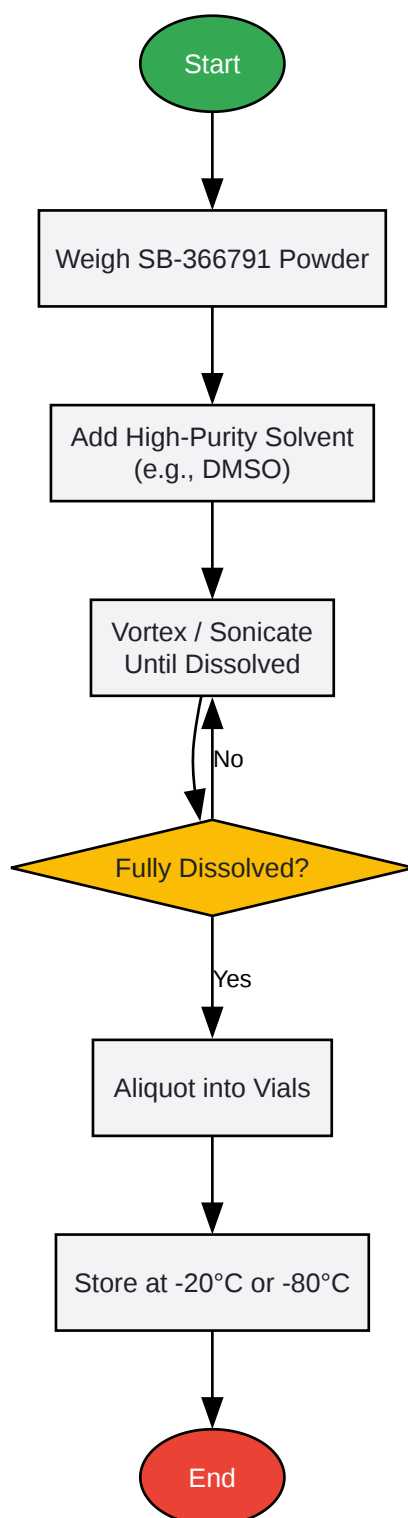 Start
Weigh SB-366791 Powder
Add High-Purity Solvent
(e.g., DMSO)
Vortex / Sonicate
Until Dissolved
No
Fully Dissolved?
Yes
Aliquot into Vials
Store at -20°C or -80°C
End